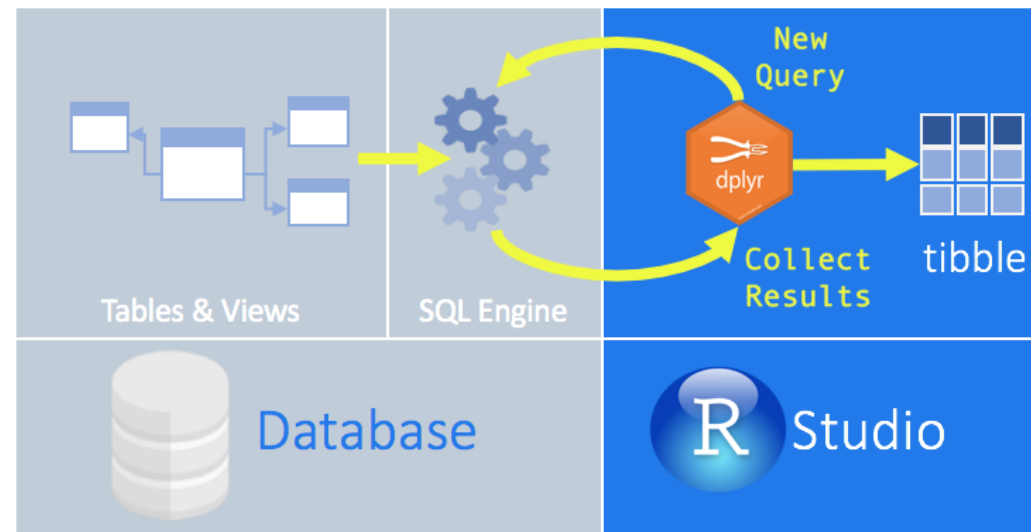 New
Query
dplyr
Collect
Results
tibble
Tables & Views
SQL Engine
Database
R Studio